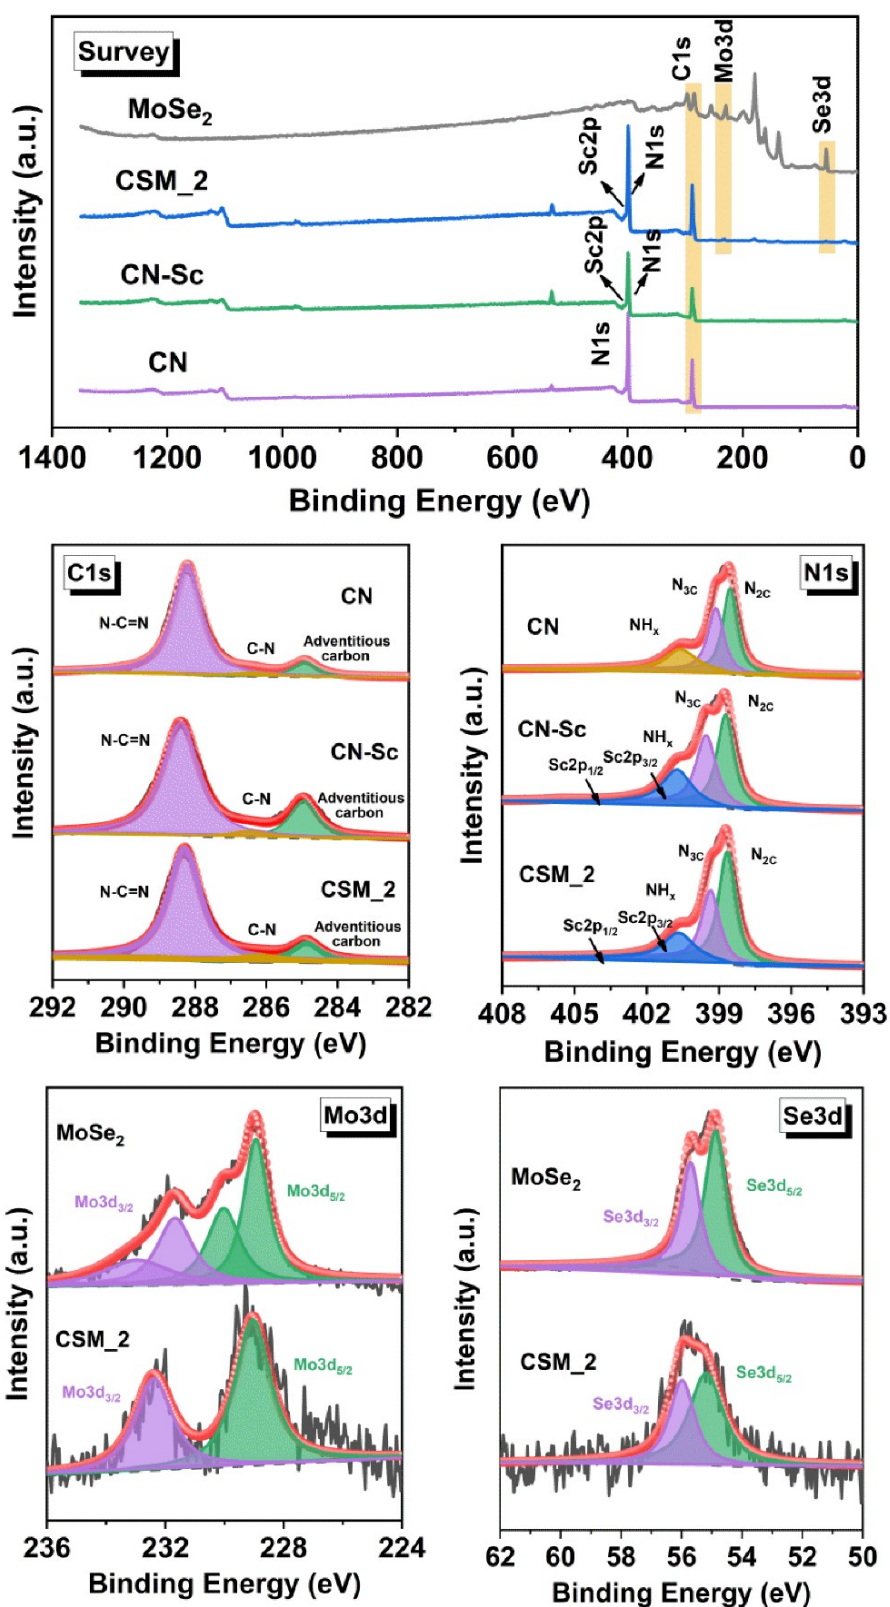 Survey
MoSe2
CSM_2
CN-Sc
CN
Sc2p
N1s
Sc2p
N1s
N1s
C1s
Mo3d
Se3d
Intensity (a.u.)
1400 1200 1000 800 600 400 200 0
Binding Energy (eV)
C1s
CN
N-C=N
C-N
Adventitious
carbon
CN-Sc
N-C=N
C-N
Adventitious
carbon
CSM_2
N-C=N
C-N
Adventitious
carbon
Intensity (a.u.)
292 290 288 286 284 282
Binding Energy (eV)
N1s
CN
NHx
N3C
N2C
CN-Sc
Sc2p1/2
Sc2p3/2
NHx
N3C
N2C
CSM_2
Sc2p1/2
Sc2p3/2
NHx
N3C
N2C
Intensity (a.u.)
408 405 402 399 396 393
Binding Energy (eV)
Mo3d
MoSe2
Mo3d3/2
Mo3d5/2
CSM_2
Mo3d3/2
Mo3d5/2
Intensity (a.u.)
236 232 228 224
Binding Energy (eV)
Se3d
MoSe2
Se3d3/2
Se3d5/2
CSM_2
Se3d3/2
Se3d5/2
Intensity (a.u.)
62 60 58 56 54 52 50
Binding Energy (eV)